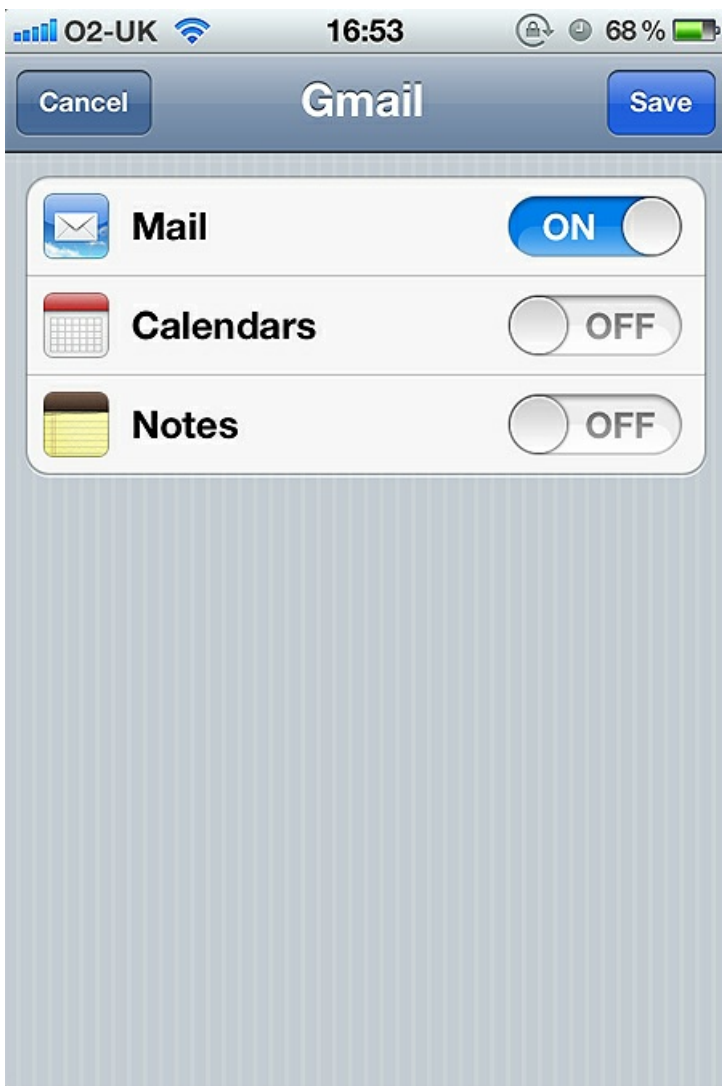 O2-UK 16:53 68%
Cancel Gmail Save
Mail ON
Calendars OFF
Notes OFF